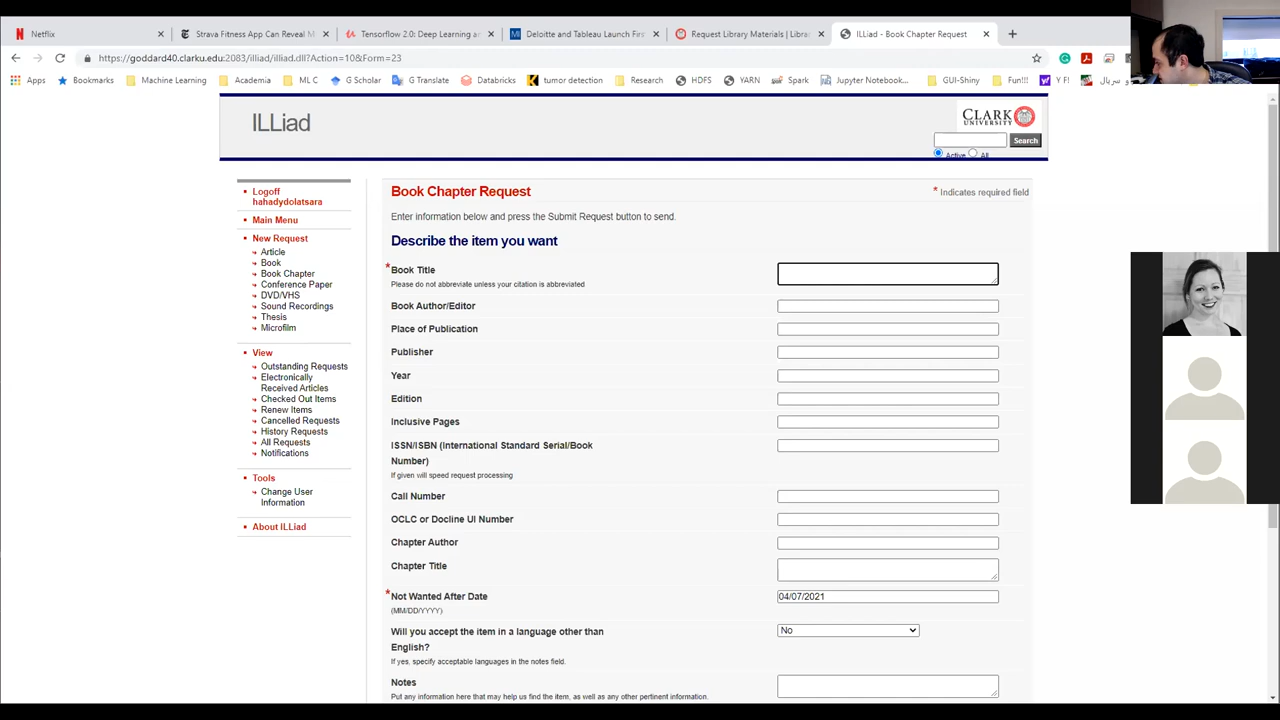 Netflix
Strava Fitness App Can Reveal M
Tensorflow 2.0: Deep Learning an
Deloitte and Tableau Launch First
Request Library Materials | Libra
ILLiad - Book Chapter Request
https://goddard40.clarku.edu:2083/illiad/illiad.dll?Action=10&Form=23
Apps
Bookmarks
Machine Learning
Academia
ML C
G Scholar
G Translate
Databricks
tumor detection
Research
HDFS
YARN
Spark
Jupyter Notebook...
GUI-Shiny
Fun!!!
Y F!
ILLiad
CLARK
UNIVERSITY
Search
Active All
Logoff
hahadydolatsara
Main Menu
New Request
Article
Book
Book Chapter
Conference Paper
DVD/VHS
Sound Recordings
Thesis
Microfilm
View
Outstanding Requests
Electronically
Received Articles
Checked Out Items
Renew Items
Cancelled Requests
History Requests
All Requests
Notifications
Tools
Change User
Information
About ILLiad
Book Chapter Request
* Indicates required field
Enter information below and press the Submit Request button to send.
Describe the item you want
* Book Title
Please do not abbreviate unless your citation is abbreviated
Book Author/Editor
Place of Publication
Publisher
Year
Edition
Inclusive Pages
ISSN/ISBN (International Standard Serial/Book
Number)
If given will speed request processing
Call Number
OCLC or Docline UI Number
Chapter Author
Chapter Title
* Not Wanted After Date
04/07/2021
(MM/DD/YYYY)
Will you accept the item in a language other than
No
English?
If yes, specify acceptable languages in the notes field.
Notes
Put any information here that may help us find the item, as well as any other pertinent information.